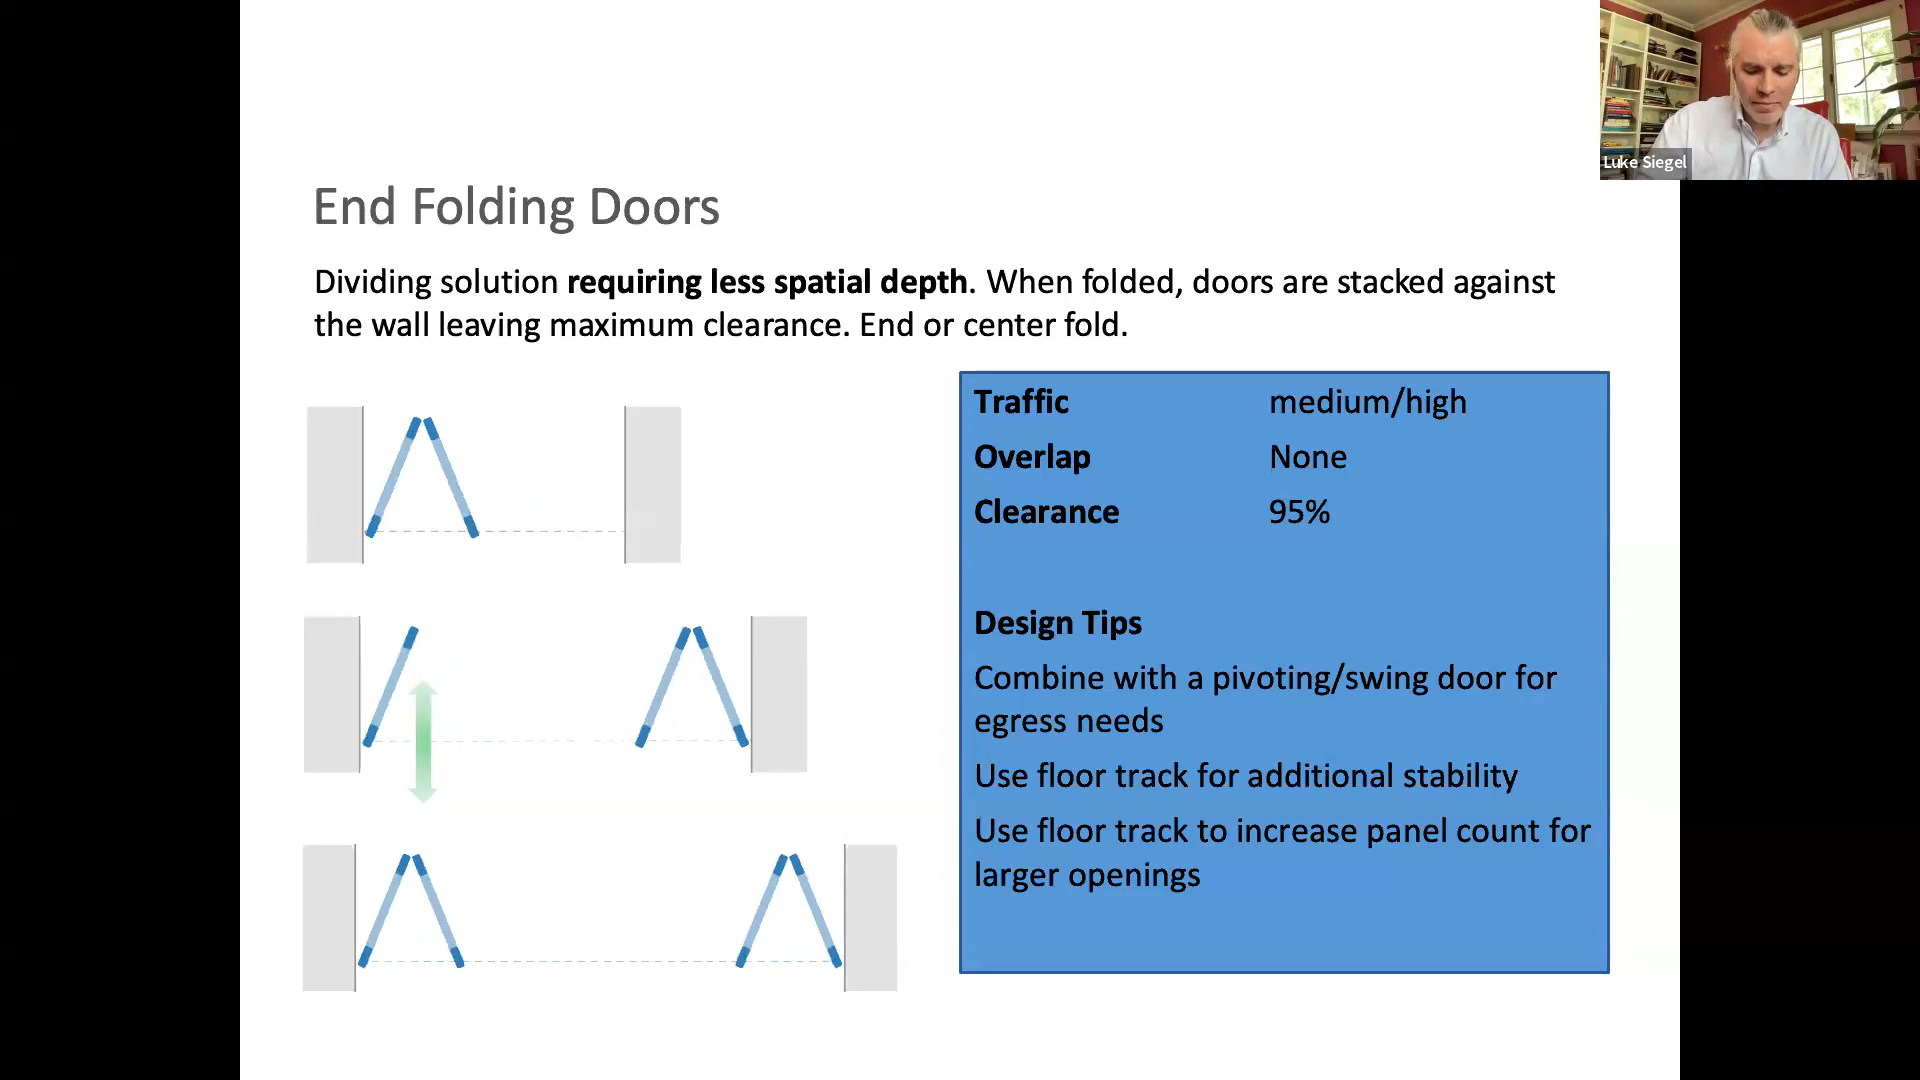 Luke Siegel
End Folding Doors
Dividing solution requiring less spatial depth. When folded, doors are stacked against
the wall leaving maximum clearance. End or center fold.
Traffic medium/high
Overlap None
Clearance 95%
Design Tips
Combine with a pivoting/swing door for
egress needs
Use floor track for additional stability
Use floor track to increase panel count for
larger openings